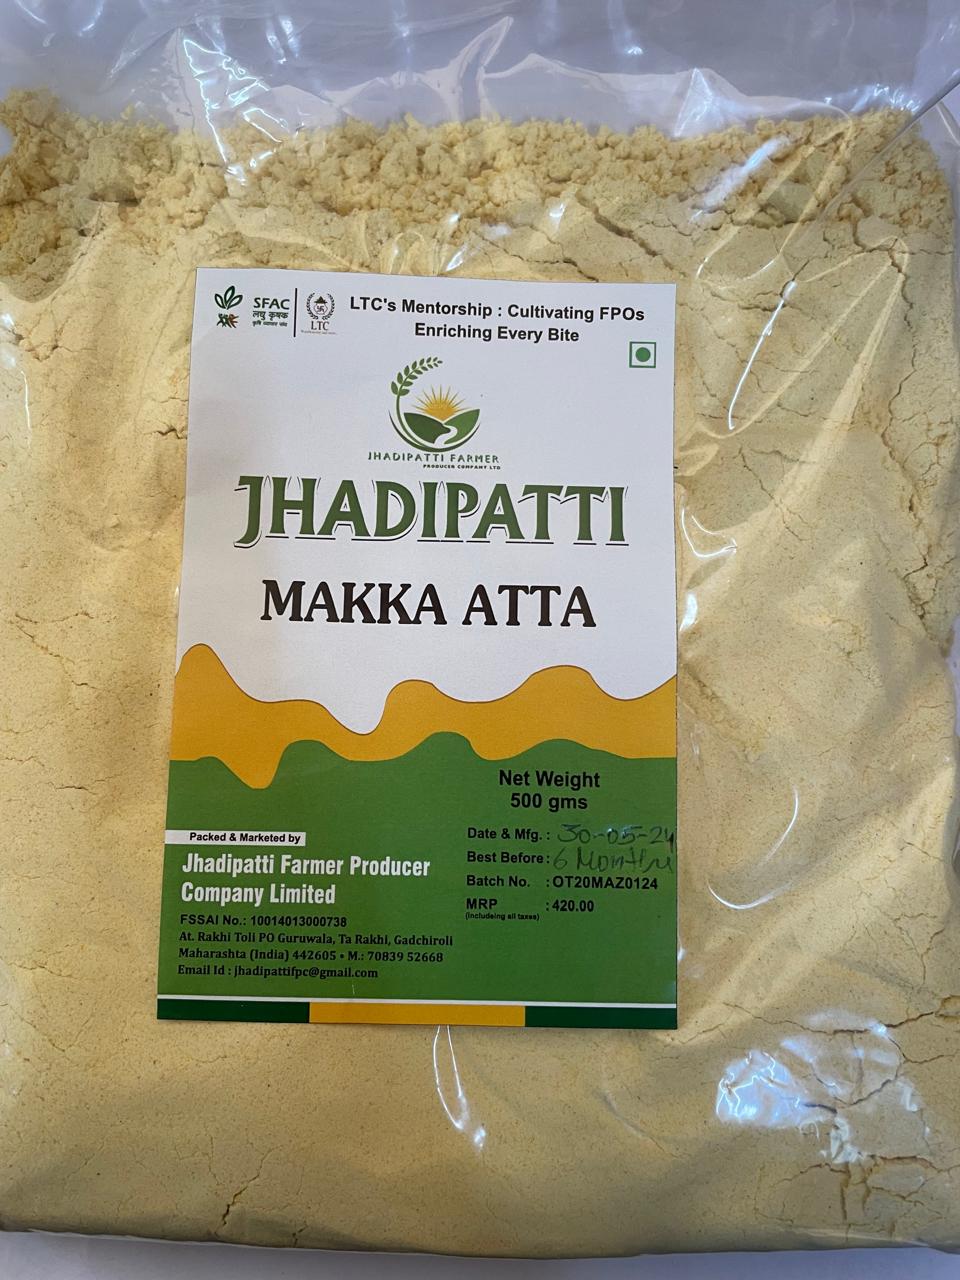 SFAC
लघु कृषक
कृषि व्यापार संघ
LTC
LTC's Mentorship : Cultivating FPOs
Enriching Every Bite
JHADIPATTI FARMER
PRODUCER COMPANY LTD
JHADIPATTI
MAKKA ATTA
Net Weight
500 gms
Date & Mfg. : 30-05-24
Best Before : 6 Months
Batch No. : OT20MAZ0124
MRP : 420.00
(includeing all taxes)
Packed & Marketed by
Jhadipatti Farmer Producer
Company Limited
FSSAI No.: 10014013000738
At. Rakhi Toli PO Guruwala, Ta Rakhi, Gadchiroli
Maharashtra (India) 442605 • M.: 70839 52668
Email Id : jhadipattifpc@gmail.com